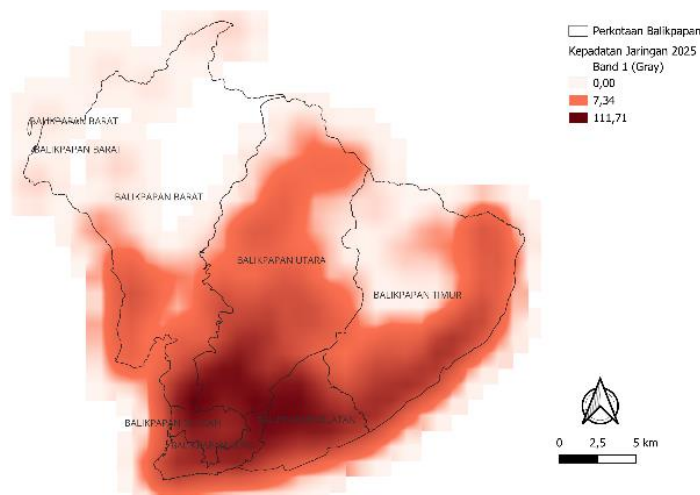 Perkotaan Balikpapan
Kepadatan Jaringan 2025
Band 1 (Gray)
0,00
7,34
111,71
BALIKPAPAN BARAT
BALIKPAPAN BARAT
BALIKPAPAN BARAT
BALIKPAPAN UTARA
BALIKPAPAN TIMUR
BALIKPAPAN
0 2,5 5 km